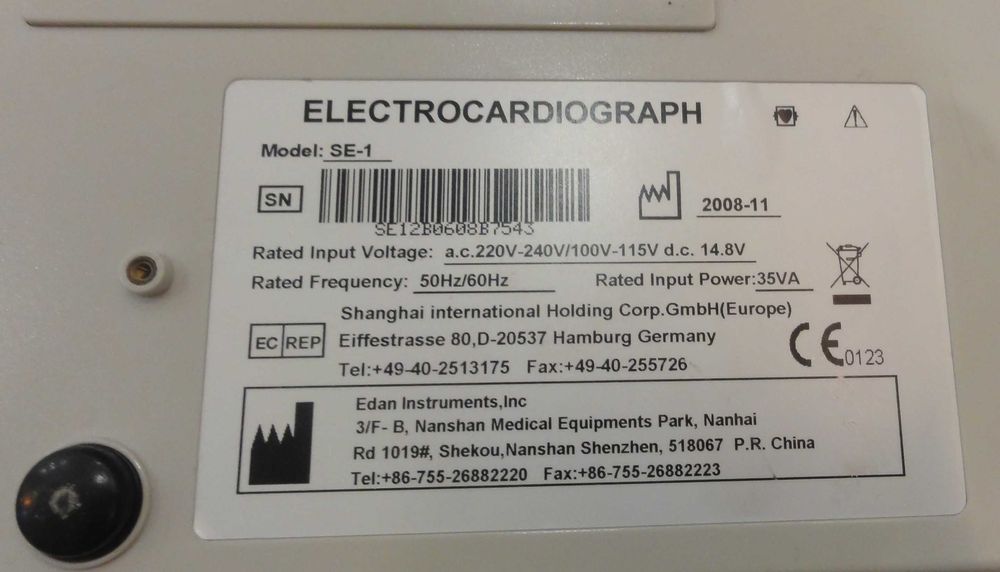 ELECTROCARDIOGRAPH
Model: SE-1
SN
SE12B0608B7543
2008-11
Rated Input Voltage: a.c.220V-240V/100V-115V d.c. 14.8V
Rated Frequency: 50Hz/60Hz Rated Input Power:35VA
Shanghai international Holding Corp.GmbH(Europe)
EC REP
Eiffestrasse 80,D-20537 Hamburg Germany
CE0123
Tel:+49-40-2513175 Fax:+49-40-255726
Edan Instruments,Inc
3/F- B, Nanshan Medical Equipments Park, Nanhai
Rd 1019#, Shekou,Nanshan Shenzhen, 518067 P.R. China
Tel:+86-755-26882220 Fax:+86-755-26882223